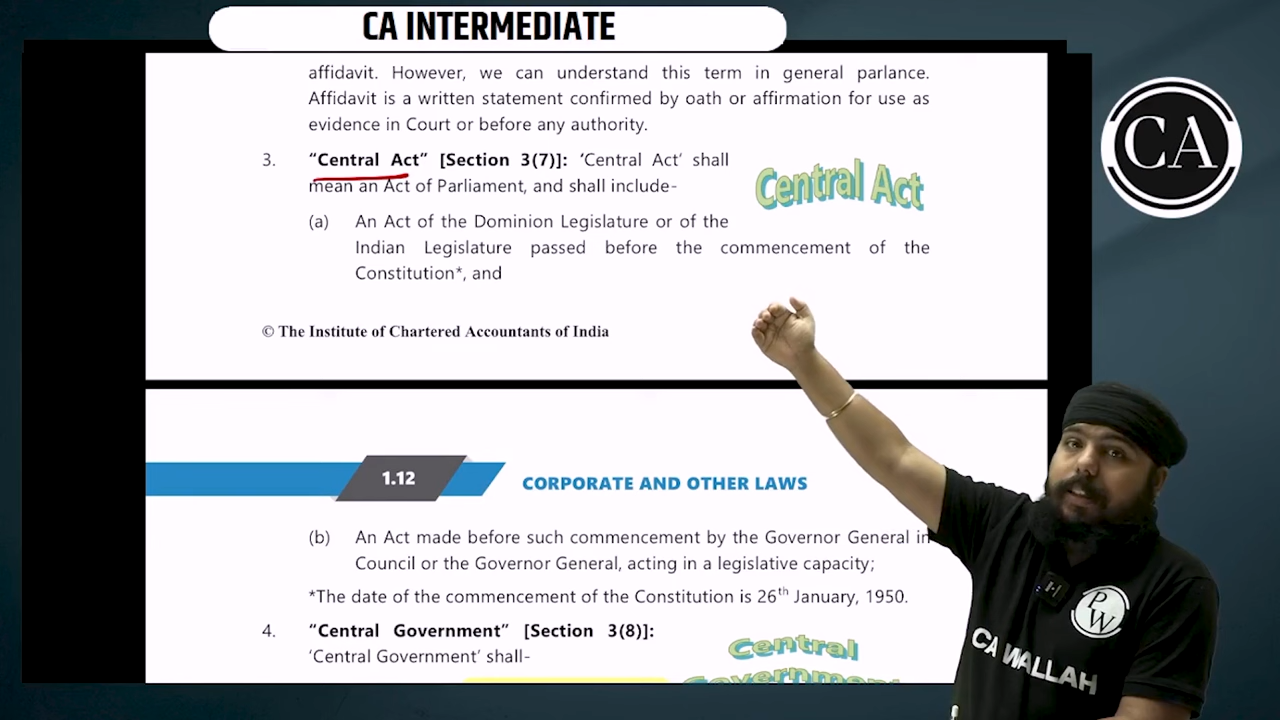 CA INTERMEDIATE
affidavit. However, we can understand this term in general parlance.
Affidavit is a written statement confirmed by oath or affirmation for use as
evidence in Court or before any authority.
3. “Central Act” [Section 3(7)]: ‘Central Act’ shall
mean an Act of Parliament, and shall include-
Central Act
(a) An Act of the Dominion Legislature or of the
Indian Legislature passed before the commencement of the
Constitution*, and
© The Institute of Chartered Accountants of India
CA
1.12 CORPORATE AND OTHER LAWS
(b) An Act made before such commencement by the Governor General in
Council or the Governor General, acting in a legislative capacity;
*The date of the commencement of the Constitution is 26th January, 1950.
4. “Central Government” [Section 3(8)]:
‘Central Government’ shall-
Central
Government
PW
CA WALLAH